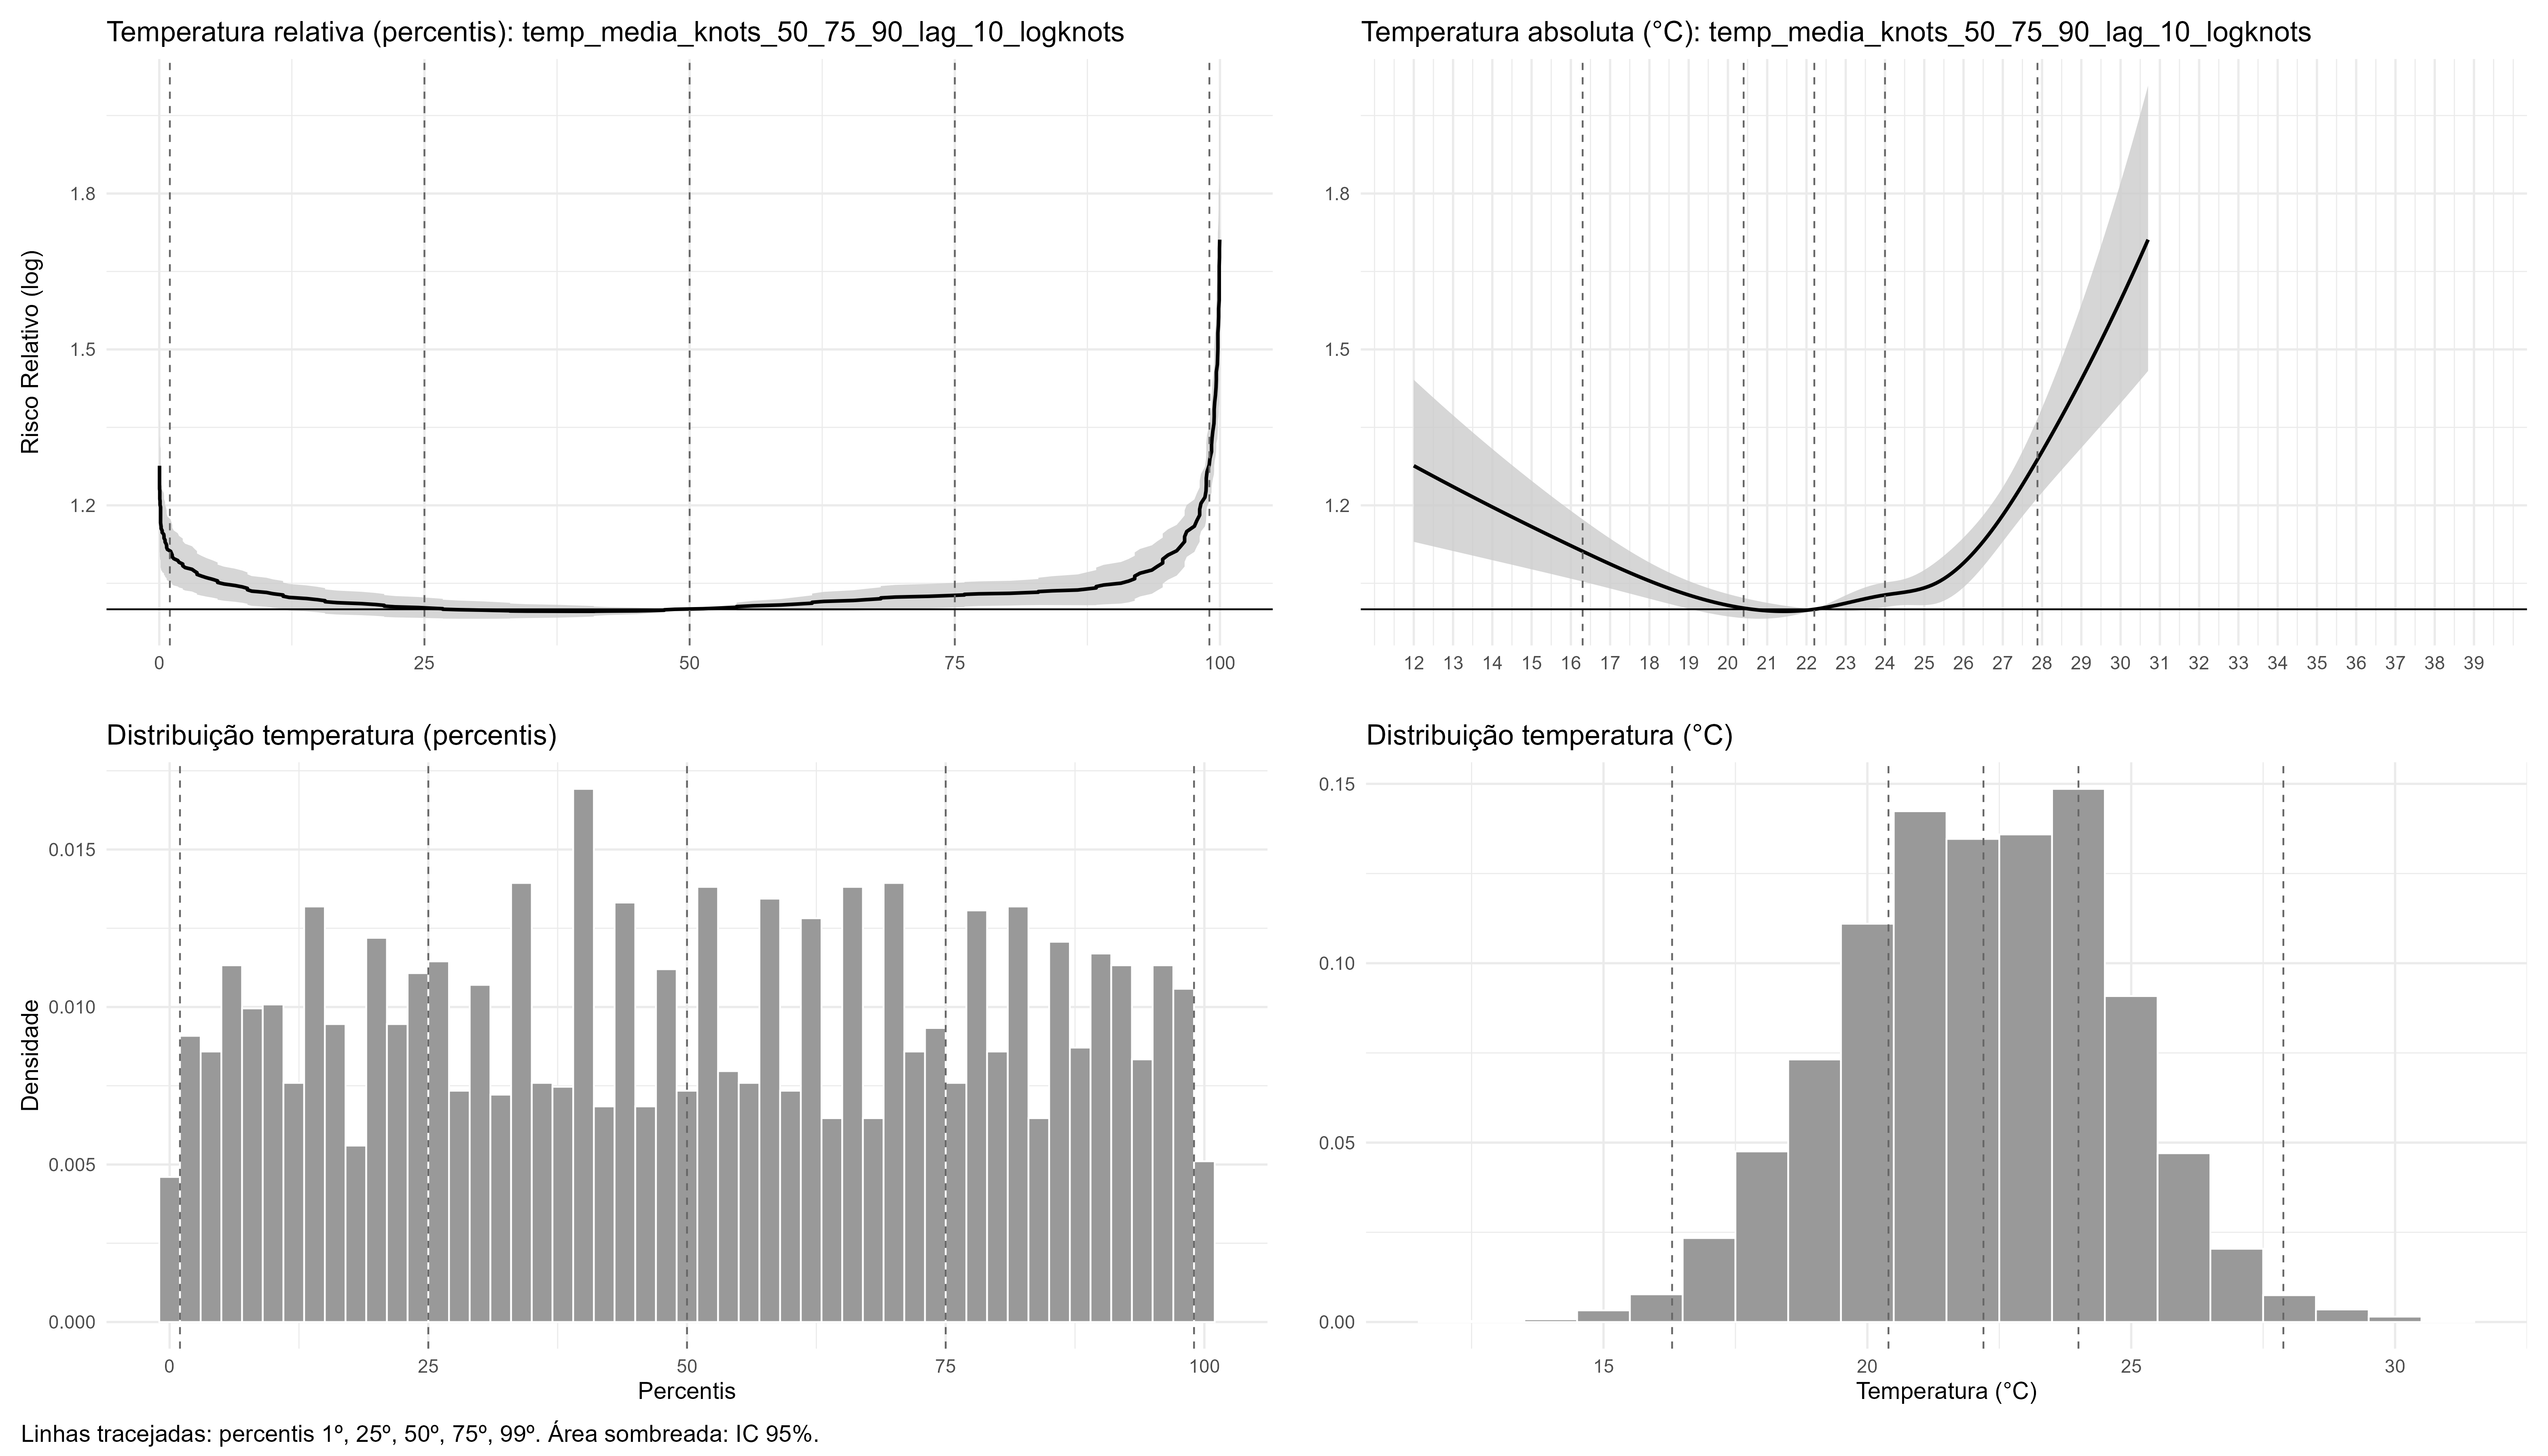 Temperatura relativa (percentis): temp_media_knots_50_75_90_lag_10_logknots
Risco Relativo (log)
1.8
1.5
1.2
0 25 50 75 100
Temperatura absoluta (°C): temp_media_knots_50_75_90_lag_10_logknots
1.8
1.5
1.2
12 13 14 15 16 17 18 19 20 21 22 23 24 25 26 27 28 29 30 31 32 33 34 35 36 37 38 39
Distribuição temperatura (percentis)
Densidade
0.015
0.010
0.005
0.000
0 25 50 75 100
Percentis
Distribuição temperatura (°C)
0.15
0.10
0.05
0.00
15 20 25 30
Temperatura (°C)
Linhas tracejadas: percentis 1º, 25º, 50º, 75º, 99º. Área sombreada: IC 95%.